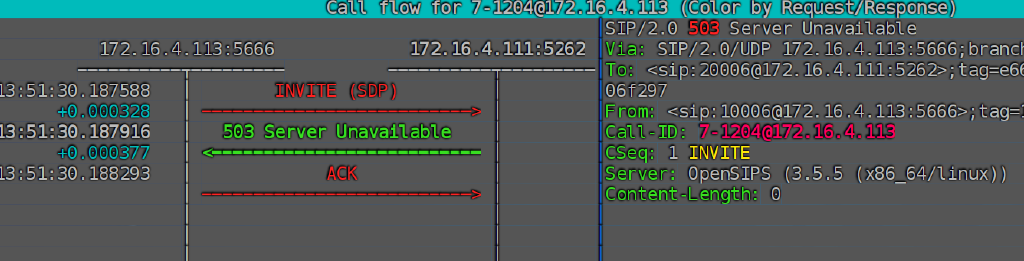 Call flow for 7-1204@172.16.4.113 (Color by Request/Response)
172.16.4.113:5666
172.16.4.111:5262
13:51:30.187588
INVITE (SDP)
+0.000328
13:51:30.187916
503 Server Unavailable
+0.000377
13:51:30.188293
ACK
SIP/2.0 503 Server Unavailable
Via: SIP/2.0/UDP 172.16.4.113:5666;branch
To: <sip:20006@172.16.4.111:5262>;tag=e66
06f297
From: <sip:10006@172.16.4.113:5666>;tag=
Call-ID: 7-1204@172.16.4.113
CSeq: 1 INVITE
Server: OpenSIPS (3.5.5 (x86_64/linux))
Content-Length: 0